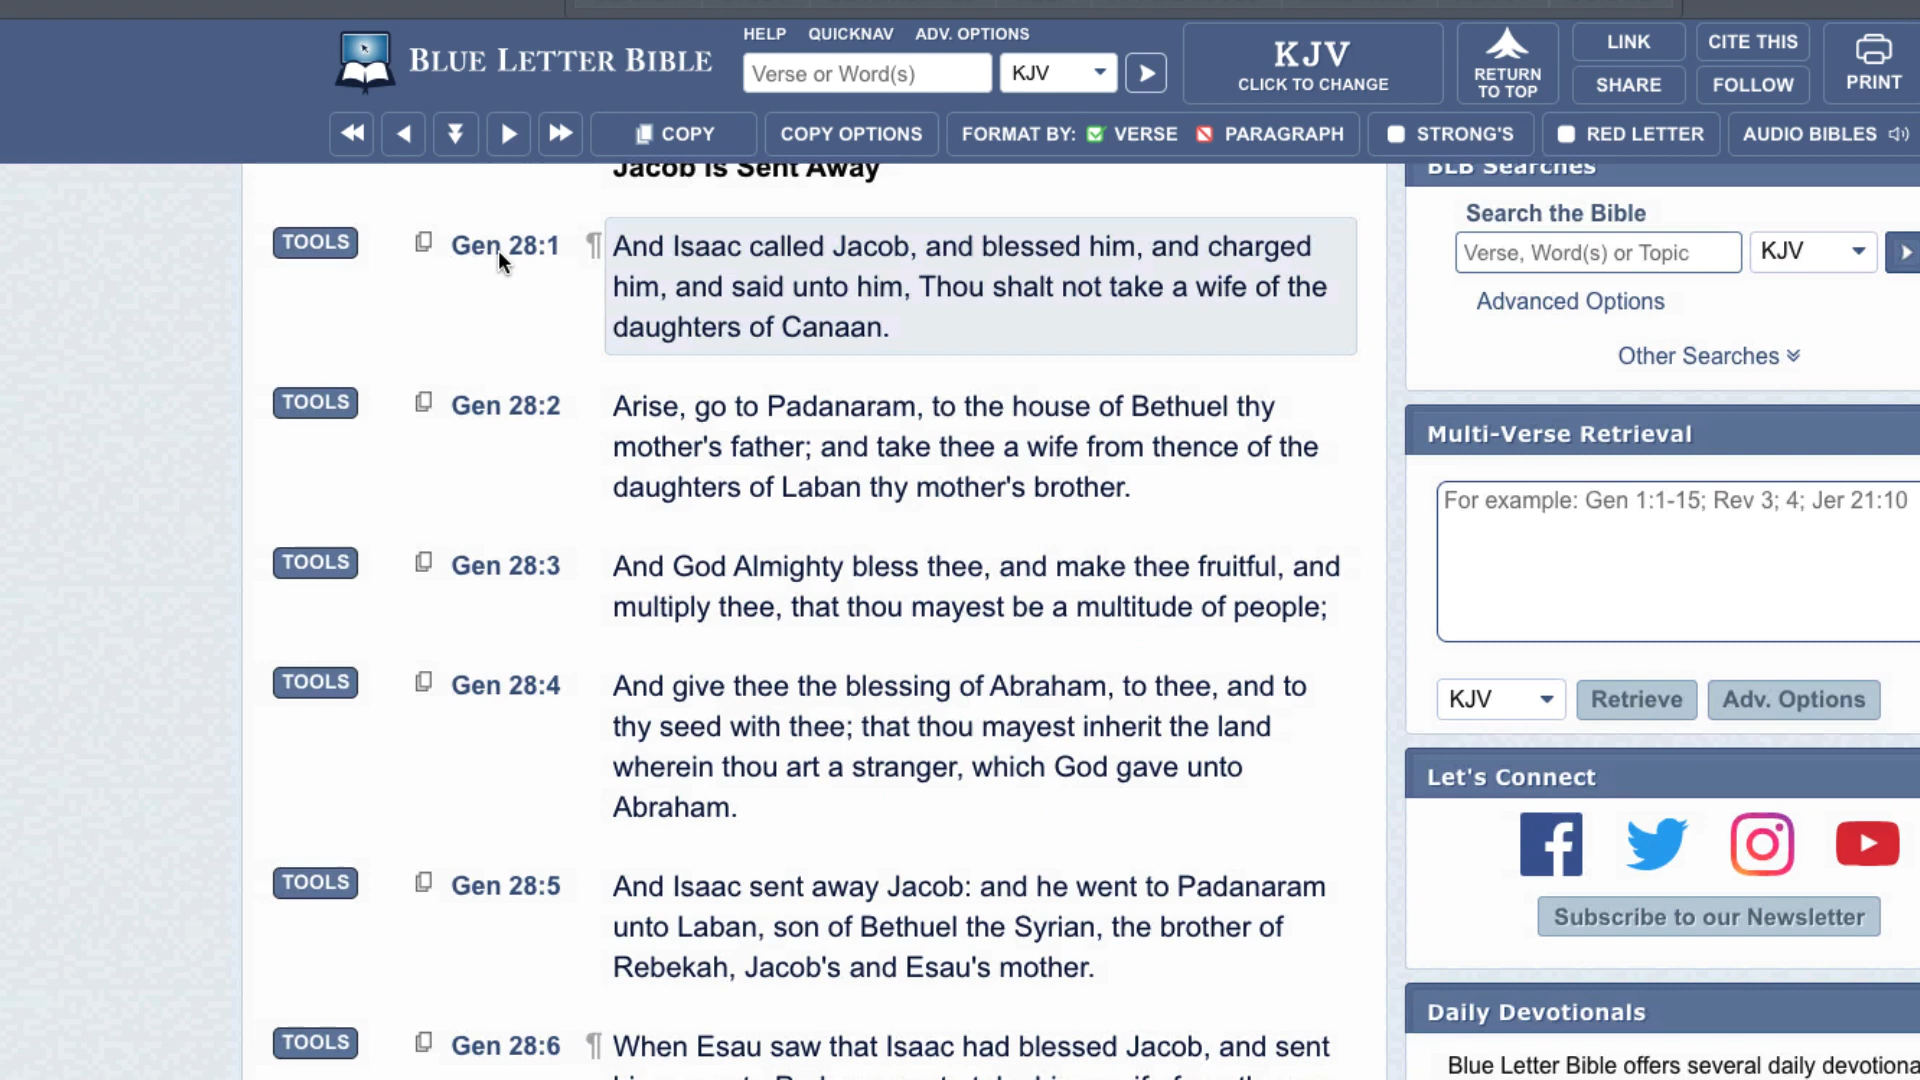 BLUE LETTER BIBLE
HELP QUICKNAV ADV. OPTIONS
Verse or Word(s) KJV
KJV
CLICK TO CHANGE
RETURN
TO TOP
LINK
CITE THIS
SHARE
FOLLOW
PRINT
COPY
COPY OPTIONS
FORMAT BY: VERSE PARAGRAPH
STRONG'S
RED LETTER
AUDIO BIBLES
Jacob Is Sent Away
TOOLS Gen 28:1 ¶ And Isaac called Jacob, and blessed him, and charged
him, and said unto him, Thou shalt not take a wife of the
daughters of Canaan.
TOOLS Gen 28:2 Arise, go to Padanaram, to the house of Bethuel thy
mother's father; and take thee a wife from thence of the
daughters of Laban thy mother's brother.
TOOLS Gen 28:3 And God Almighty bless thee, and make thee fruitful, and
multiply thee, that thou mayest be a multitude of people;
TOOLS Gen 28:4 And give thee the blessing of Abraham, to thee, and to
thy seed with thee; that thou mayest inherit the land
wherein thou art a stranger, which God gave unto
Abraham.
TOOLS Gen 28:5 And Isaac sent away Jacob: and he went to Padanaram
unto Laban, son of Bethuel the Syrian, the brother of
Rebekah, Jacob's and Esau's mother.
TOOLS Gen 28:6 ¶ When Esau saw that Isaac had blessed Jacob, and sent
BLB Searches
Search the Bible
Verse, Word(s) or Topic KJV
Advanced Options
Other Searches
Multi-Verse Retrieval
For example: Gen 1:1-15; Rev 3; 4; Jer 21:10
KJV Retrieve Adv. Options
Let's Connect
Subscribe to our Newsletter
Daily Devotionals
Blue Letter Bible offers several daily